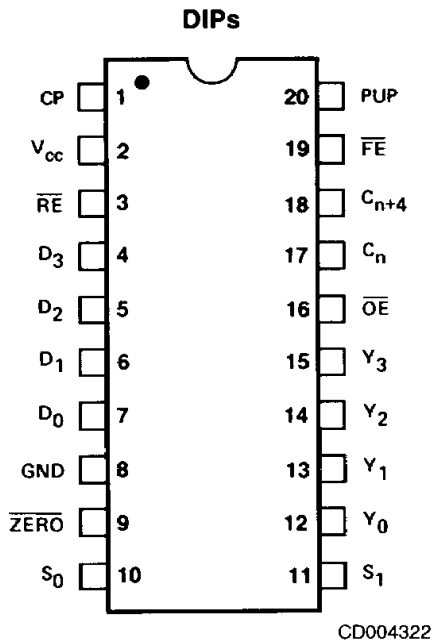 DIPs
CP 1 20 PUP
V_cc 2 19 F̅E̅
R̅E̅ 3 18 C_n+4
D_3 4 17 C_n
D_2 5 16 O̅E̅
D_1 6 15 Y_3
D_0 7 14 Y_2
GND 8 13 Y_1
Z̅E̅R̅O̅ 9 12 Y_0
S_0 10 11 S_1
CD004322